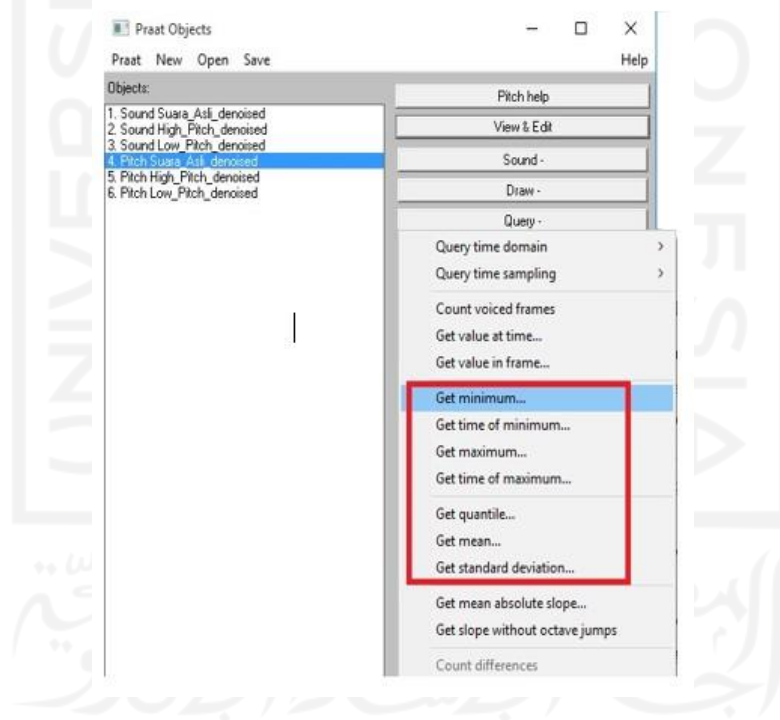 Praat Objects
Praat New Open Save Help
Objects:
1. Sound Suara_Asli_denoised
2. Sound High_Pitch_denoised
3. Sound Low_Pitch_denoised
4. Pitch Suara_Asli_denoised
5. Pitch High_Pitch_denoised
6. Pitch Low_Pitch_denoised
Pitch help
View & Edit
Sound -
Draw -
Query -
Query time domain >
Query time sampling >
Count voiced frames
Get value at time...
Get value in frame...
Get minimum...
Get time of minimum...
Get maximum...
Get time of maximum...
Get quantile...
Get mean...
Get standard deviation...
Get mean absolute slope...
Get slope without octave jumps
Count differences